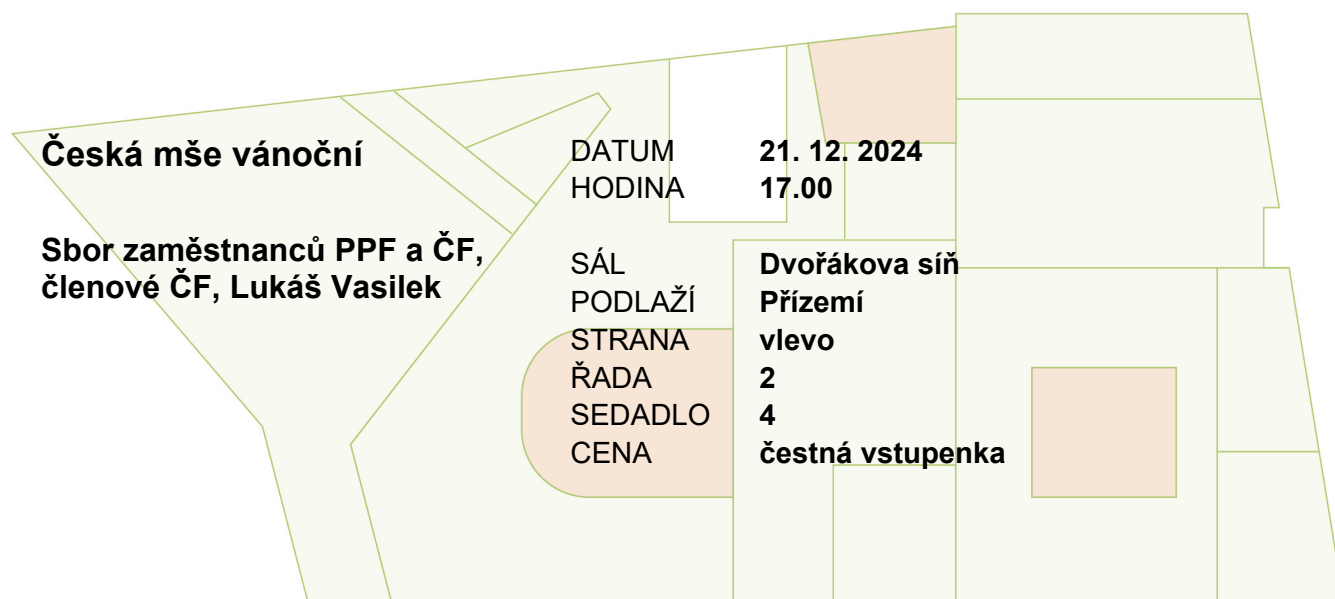 Česká mše vánoční
Sbor zaměstnanců PPF a ČF,
členové ČF, Lukáš Vasilek
DATUM 21. 12. 2024
HODINA 17.00
SÁL Dvořákova síň
PODLAŽÍ Přízemí
STRANA vlevo
ŘADA 2
SEDADLO 4
CENA čestná vstupenka